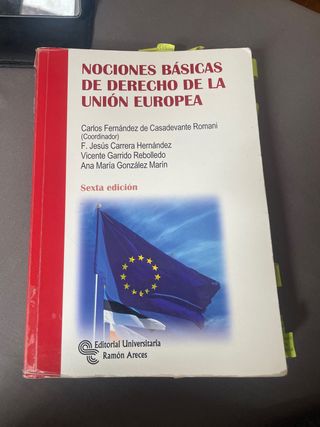 NOCIONES BÁSICAS
DE DERECHO DE LA
UNIÓN EUROPEA
Carlos Fernández de Casadevante Romani
(Coordinador)
F. Jesús Carrera Hernández
Vicente Garrido Rebolledo
Ana María González Marín
Sexta edición
Editorial Universitaria
Ramón Areces